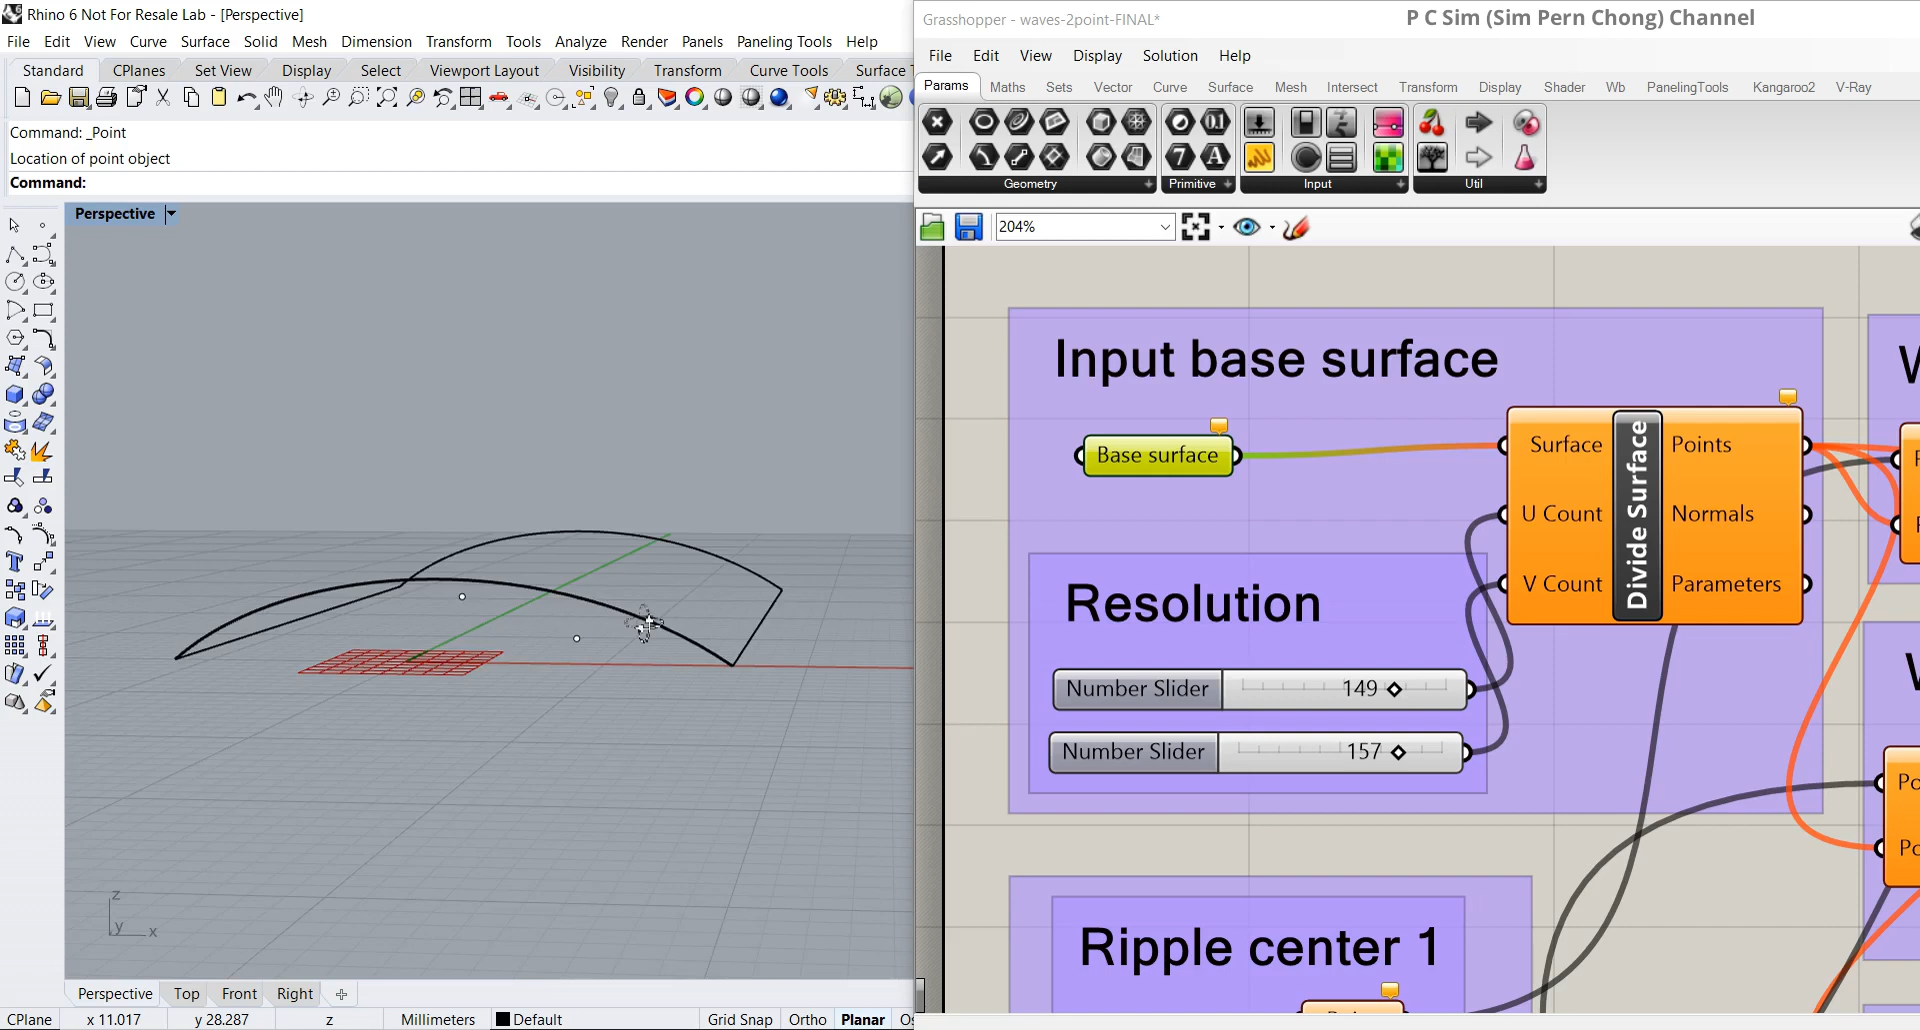 Rhino 6 Not For Resale Lab - [Perspective]
File Edit View Curve Surface Solid Mesh Dimension Transform Tools Analyze Render Panels Paneling Tools Help
Standard CPlanes Set View Display Select Viewport Layout Visibility Transform Curve Tools Surface T
Command: _Point
Location of point object
Command:
Perspective
z
y x
Perspective Top Front Right
CPlane x 11.017 y 28.287 z Millimeters Default Grid Snap Ortho Planar Os
Grasshopper - waves-2point-FINAL*
P C Sim (Sim Pern Chong) Channel
File Edit View Display Solution Help
Params Maths Sets Vector Curve Surface Mesh Intersect Transform Display Shader Wb PanelingTools Kangaroo2 V-Ray
0.1
7 A
Geometry Primitive Input Util
204%
Input base surface
Base surface
Surface
U Count
V Count
Divide Surface
Points
Normals
Parameters
Resolution
Number Slider 149
Number Slider 157
Ripple center 1
Po
Po